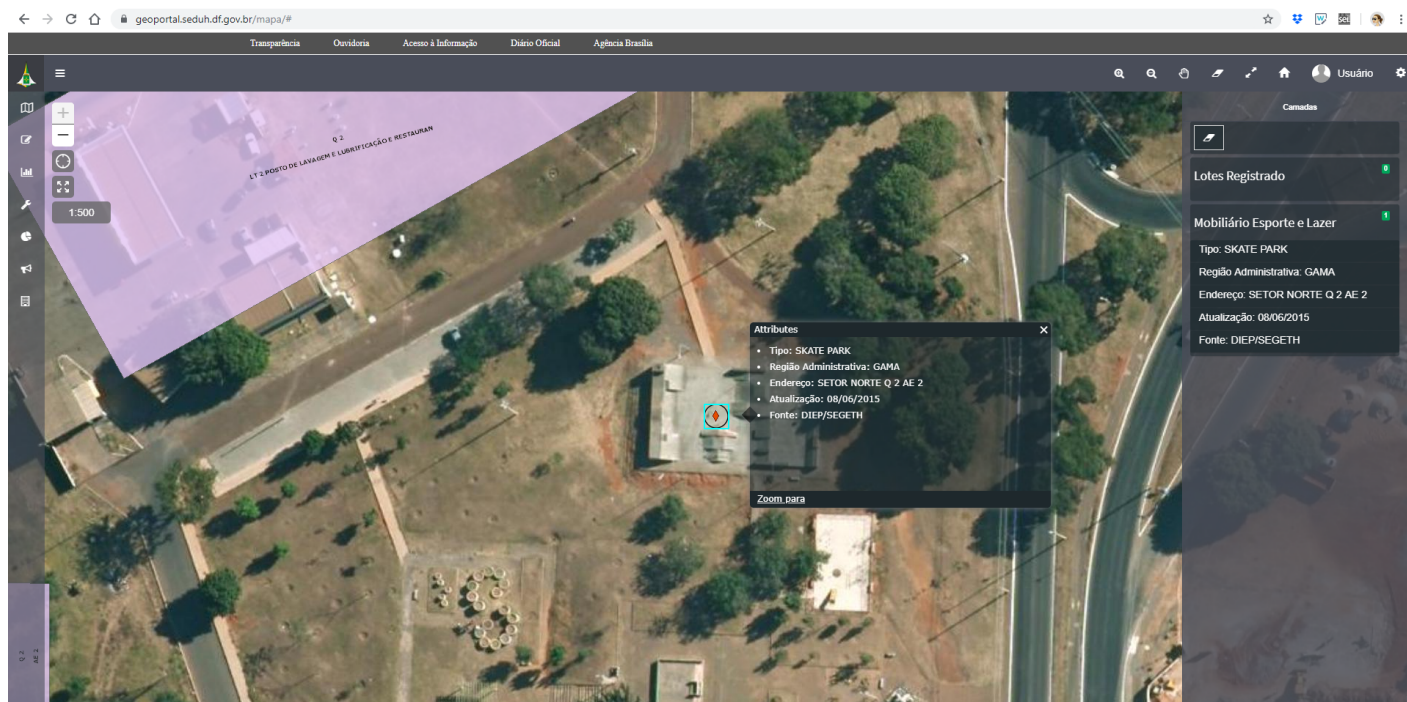 geoportal.seduh.df.gov.br/mapa/#
sei
Transparência Ouvidoria Acesso à Informação Diário Oficial Agência Brasília
Usuário
1:500
Q 2
LT 2 POSTO DE LAVAGEM E LUBRIFICAÇÃO E RESTAURAN
Attributes
Tipo: SKATE PARK
Região Administrativa: GAMA
Endereço: SETOR NORTE Q 2 AE 2
Atualização: 08/06/2015
Fonte: DIEP/SEGETH
Zoom para
Q 2
AE 2
Camadas
Lotes Registrado 0
Mobiliário Esporte e Lazer 1
Tipo: SKATE PARK
Região Administrativa: GAMA
Endereço: SETOR NORTE Q 2 AE 2
Atualização: 08/06/2015
Fonte: DIEP/SEGETH